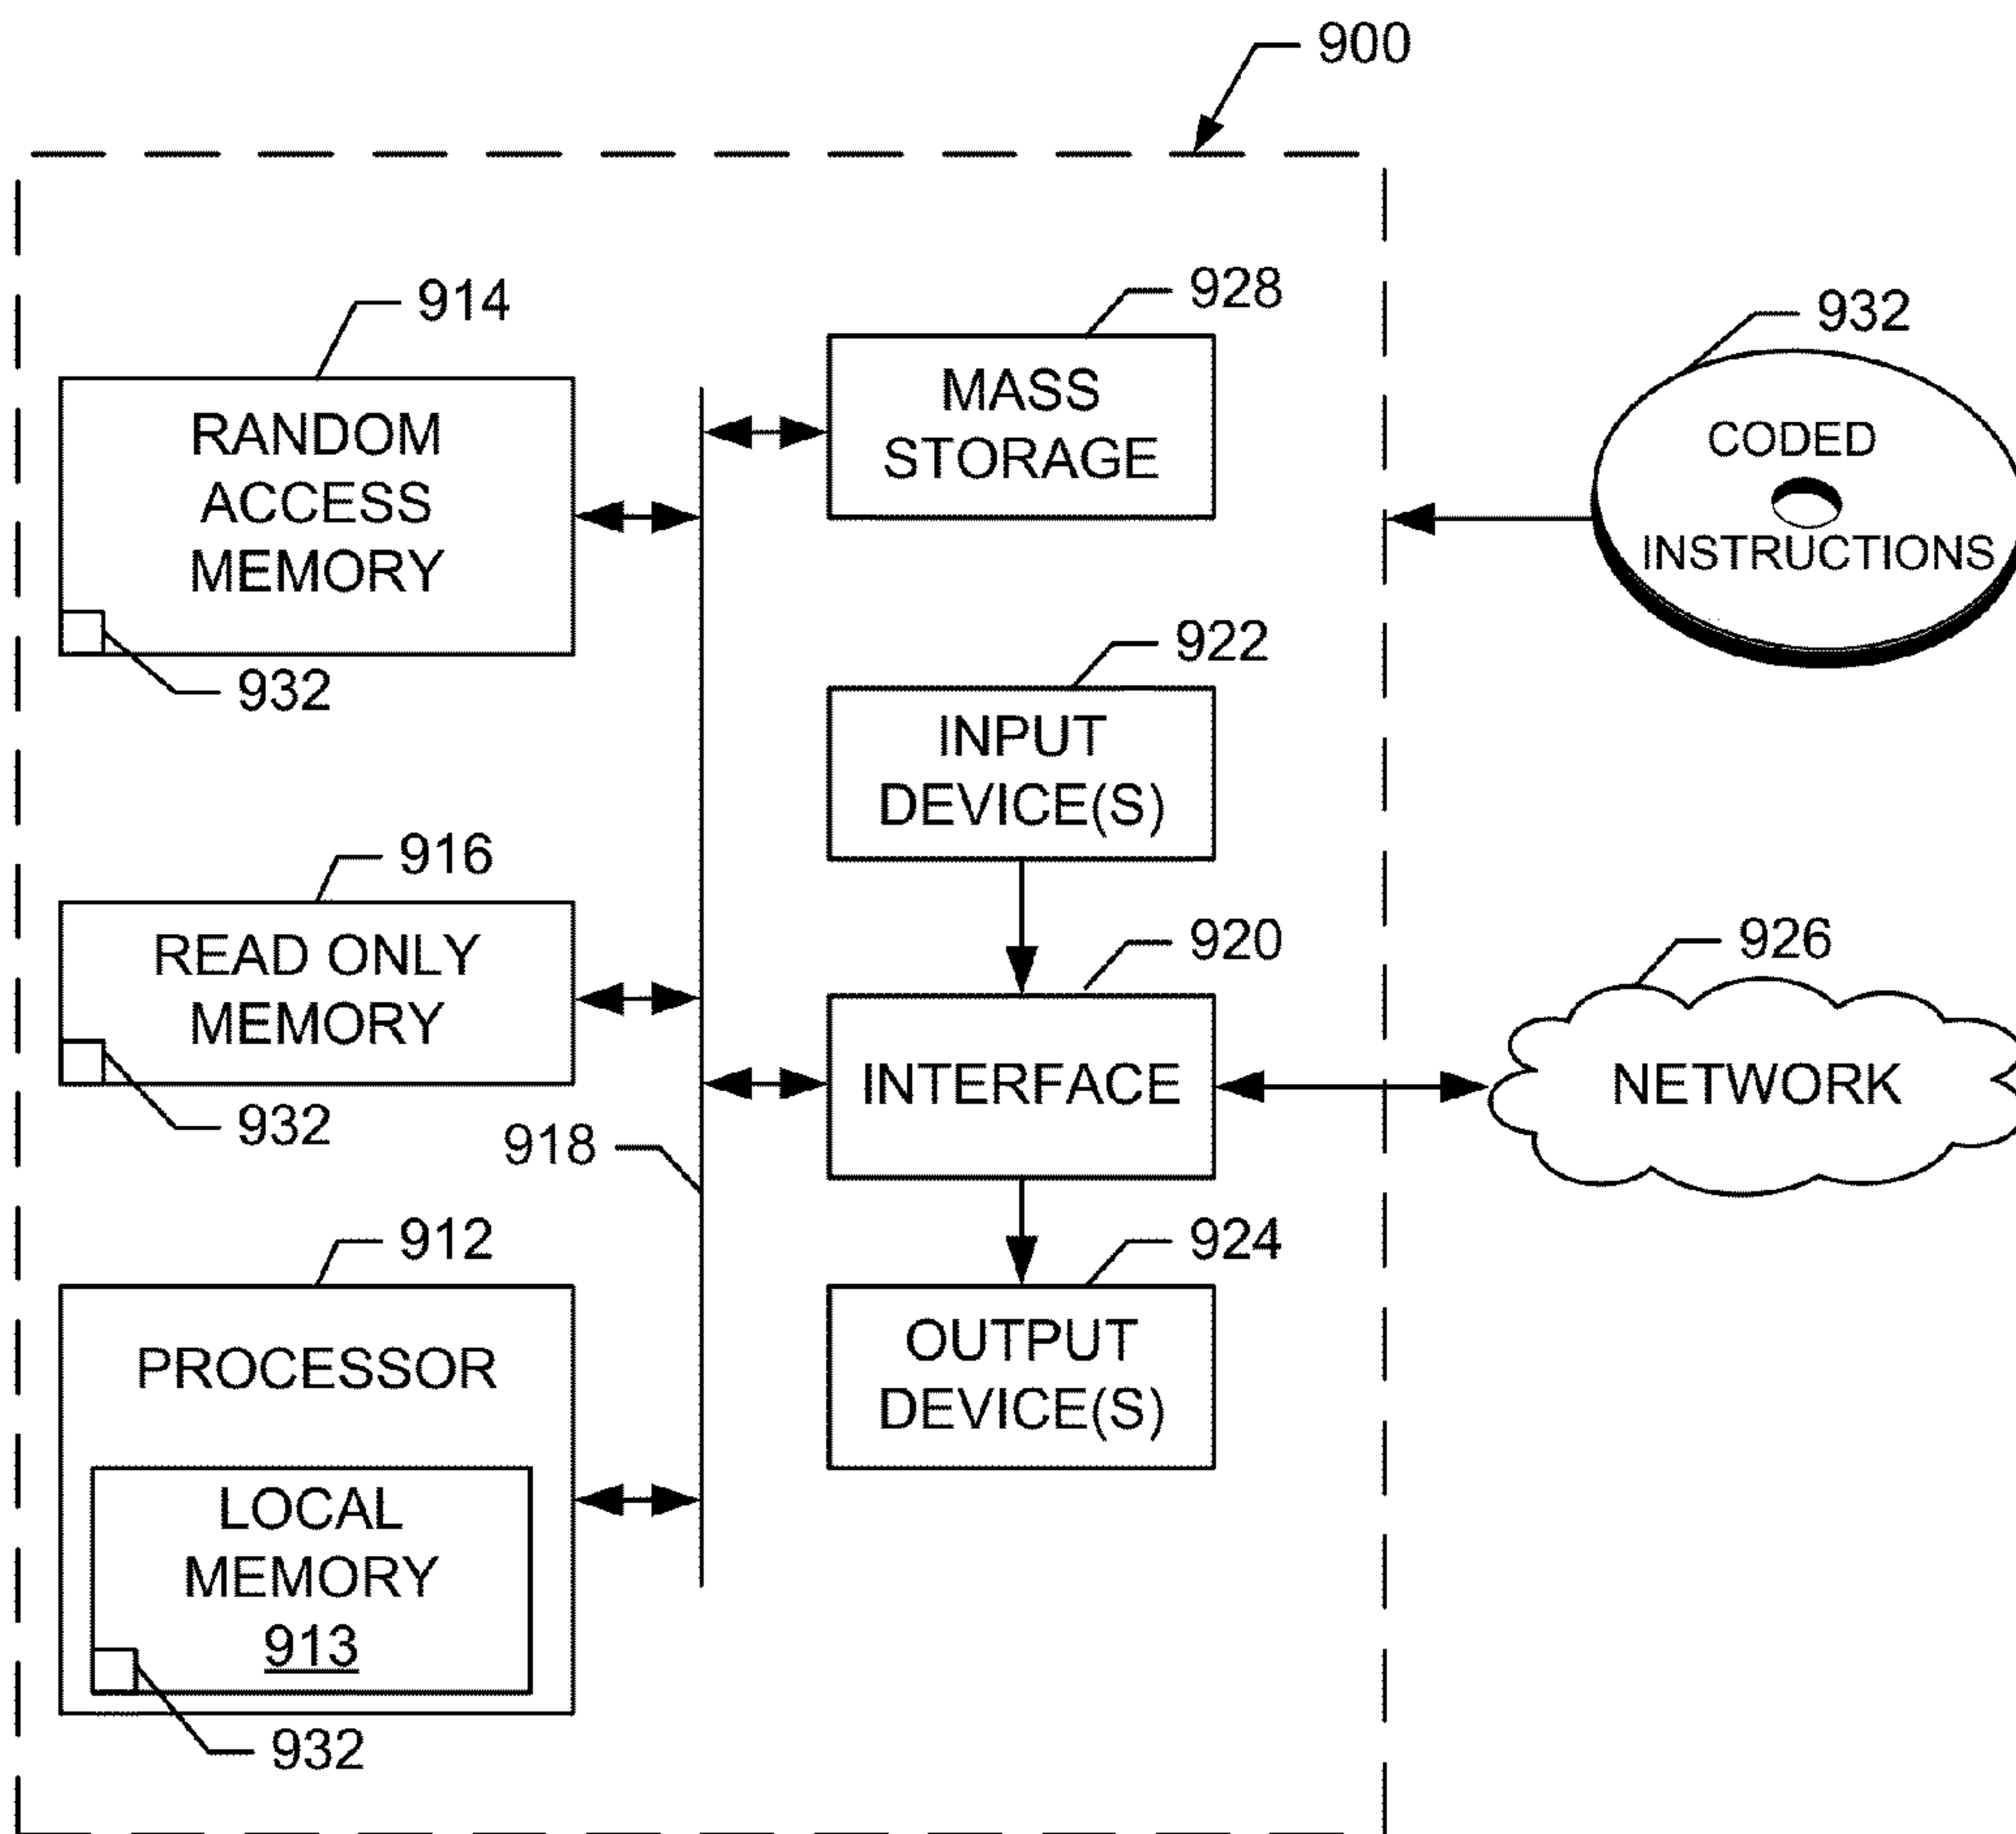 900
914
RANDOM
ACCESS
MEMORY
932
928
MASS
STORAGE
932
CODED
INSTRUCTIONS
922
INPUT
DEVICE(S)
916
READ ONLY
MEMORY
932
918
920
INTERFACE
926
NETWORK
912
PROCESSOR
LOCAL
MEMORY
913
932
924
OUTPUT
DEVICE(S)